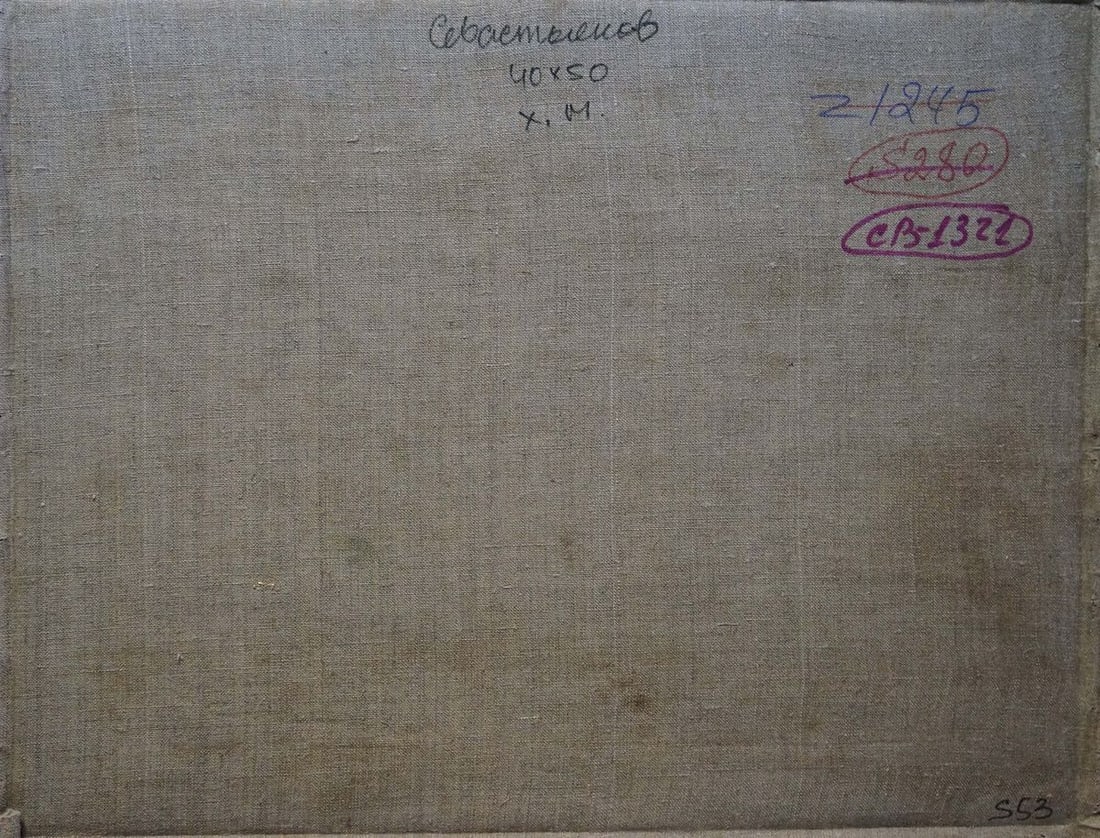 Севастьянов
40x50
х. м.
Z1245
S280
СВ-1321
S53